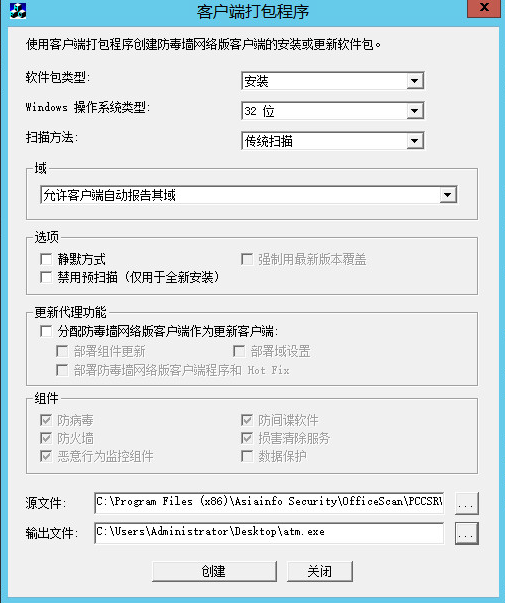 客户端打包程序
x
使用客户端打包程序创建防毒墙网络版客户端的安装或更新软件包。
软件包类型: 安装
Windows 操作系统类型: 32 位
扫描方法: 传统扫描
域
允许客户端自动报告其域
选项
静默方式 强制用最新版本覆盖
禁用预扫描（仅用于全新安装）
更新代理功能
分配防毒墙网络版客户端作为更新客户端:
部署组件更新 部署域设置
部署防毒墙网络版客户端程序和 Hot Fix
组件
防病毒 防间谍软件
防火墙 损害清除服务
恶意行为监控组件 数据保护
源文件: C:\Program Files (x86)\Asiainfo Security\OfficeScan\PCCSRV ...
输出文件: C:\Users\Administrator\Desktop\atm.exe ...
创建 关闭